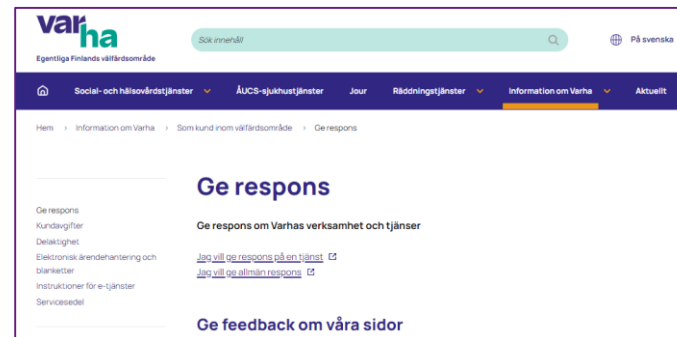 varha
Egentliga Finlands välfärdsområde
Sök innehåll
På svenska
Social- och hälsovårdstjänster
ÅUCS-sjukhustjänster
Jour
Räddningstjänster
Information om Varha
Aktuellt
Hem > Information om Varha > Som kund inom välfärdsområde > Ge respons
Ge respons
Kundavgifter
Delaktighet
Elektronisk ärendehantering och
blanketter
Instruktioner för e-tjänster
Servicesedel
Ge respons
Ge respons om Varhas verksamhet och tjänser
Jag vill ge respons på en tjänst
Jag vill ge allmän respons
Ge feedback om våra sidor